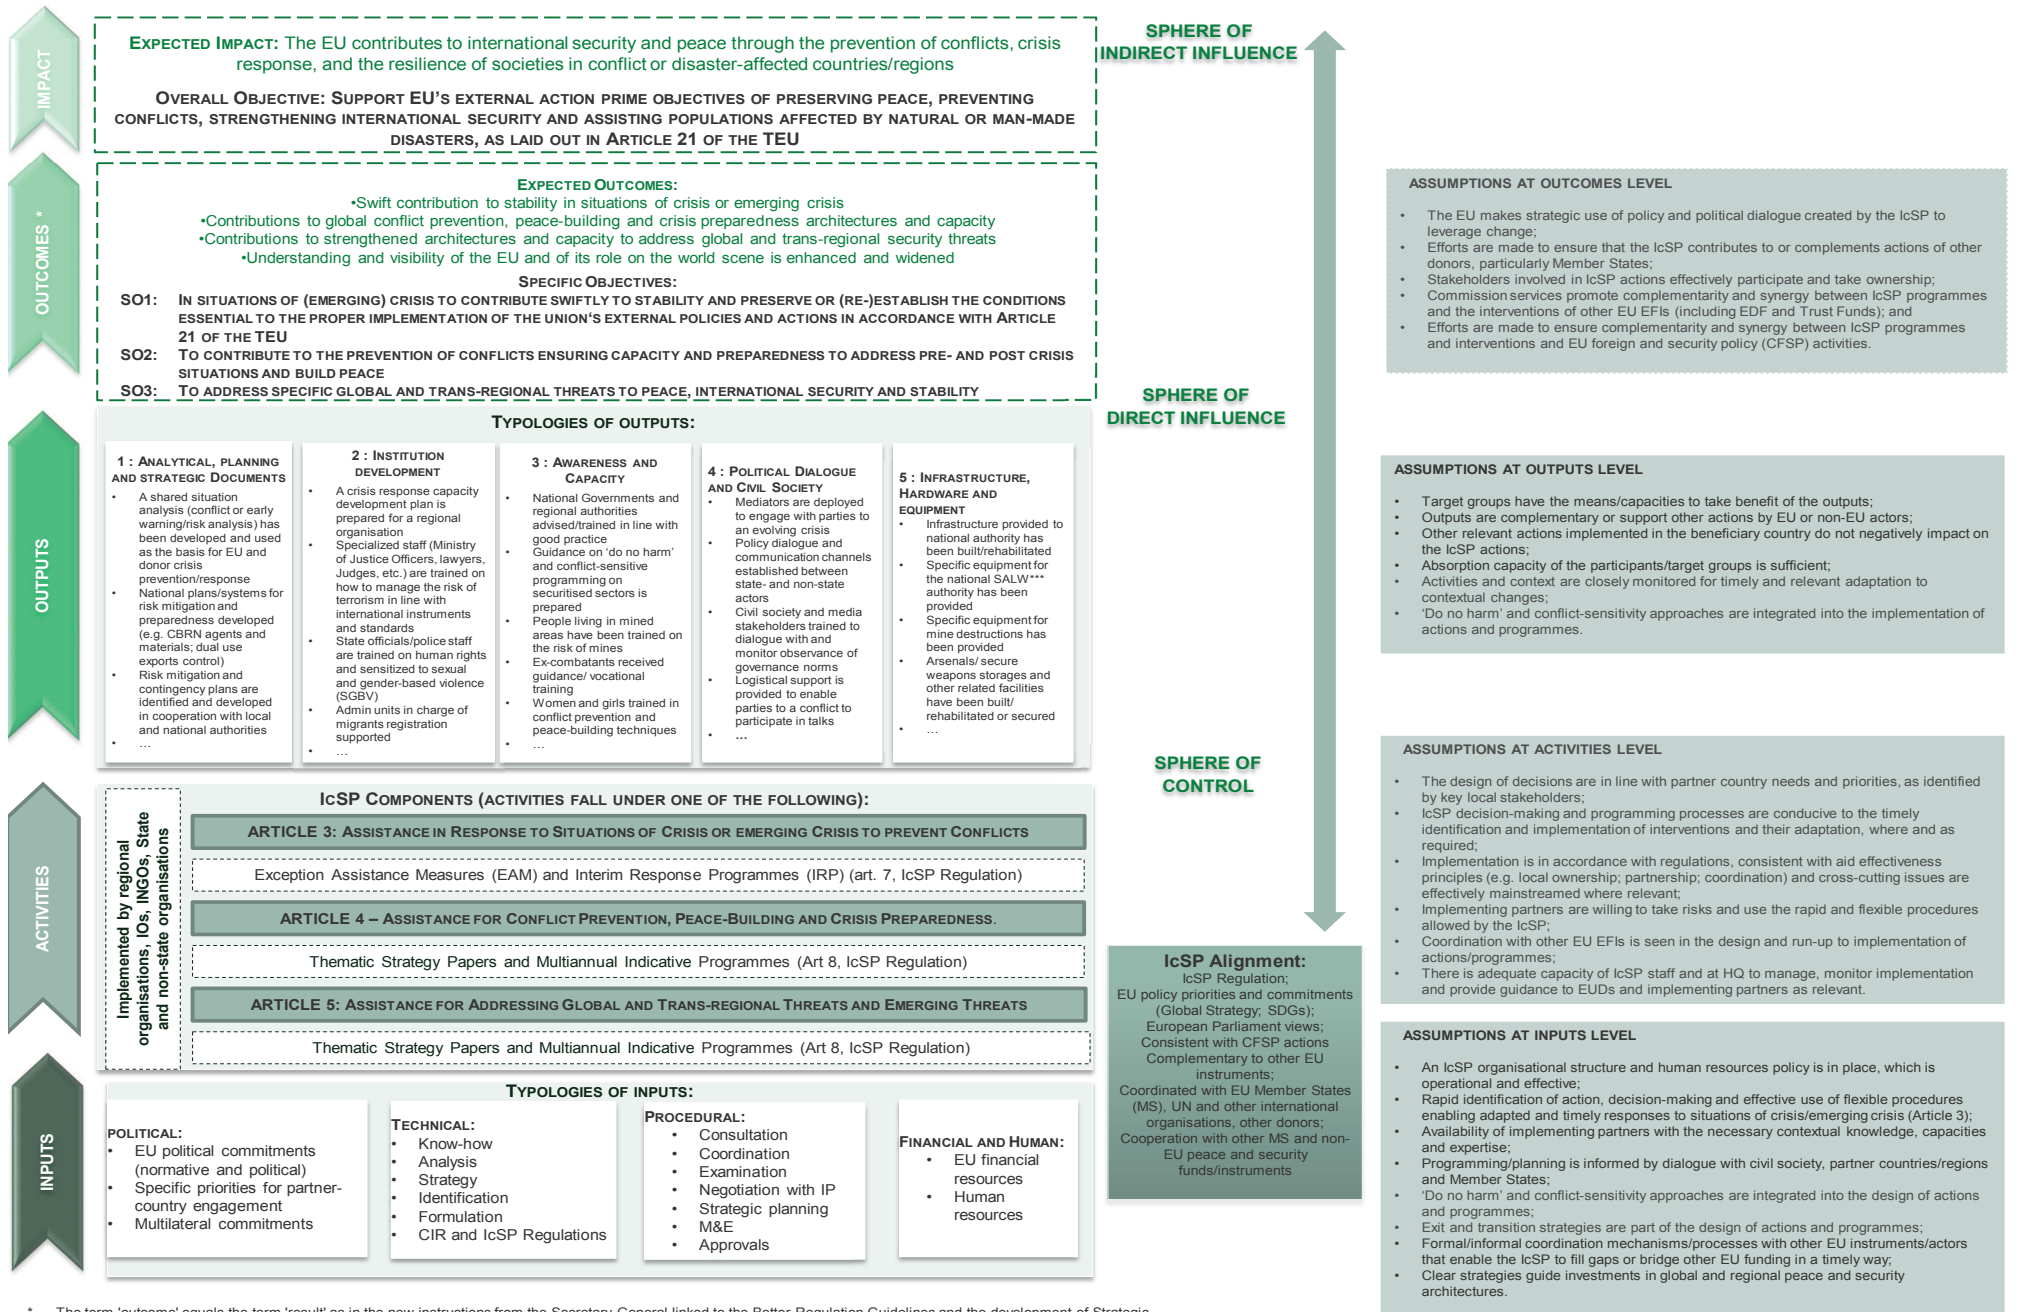 IMPACT
EXPECTED IMPACT: The EU contributes to international security and peace through the prevention of conflicts, crisis
response, and the resilience of societies in conflict or disaster-affected countries/regions
OVERALL OBJECTIVE: SUPPORT EU'S EXTERNAL ACTION PRIME OBJECTIVES OF PRESERVING PEACE, PREVENTING
CONFLICTS, STRENGTHENING INTERNATIONAL SECURITY AND ASSISTING POPULATIONS AFFECTED BY NATURAL OR MAN-MADE
DISASTERS, AS LAID OUT IN ARTICLE 21 OF THE TEU
SPHERE OF
INDIRECT INFLUENCE
OUTCOMES *
EXPECTED OUTCOMES:
•Swift contribution to stability in situations of crisis or emerging crisis
•Contributions to global conflict prevention, peace-building and crisis preparedness architectures and capacity
•Contributions to strengthened architectures and capacity to address global and trans-regional security threats
•Understanding and visibility of the EU and of its role on the world scene is enhanced and widened
SPECIFIC OBJECTIVES:
SO1: IN SITUATIONS OF (EMERGING) CRISIS TO CONTRIBUTE SWIFTLY TO STABILITY AND PRESERVE OR (RE-)ESTABLISH THE CONDITIONS
ESSENTIAL TO THE PROPER IMPLEMENTATION OF THE UNION'S EXTERNAL POLICIES AND ACTIONS IN ACCORDANCE WITH ARTICLE
21 OF THE TEU
SO2: TO CONTRIBUTE TO THE PREVENTION OF CONFLICTS ENSURING CAPACITY AND PREPAREDNESS TO ADDRESS PRE- AND POST CRISIS
SITUATIONS AND BUILD PEACE
SO3: TO ADDRESS SPECIFIC GLOBAL AND TRANS-REGIONAL THREATS TO PEACE, INTERNATIONAL SECURITY AND STABILITY
SPHERE OF
DIRECT INFLUENCE
ASSUMPTIONS AT OUTCOMES LEVEL
• The EU makes strategic use of policy and political dialogue created by the IcSP to
leverage change;
• Efforts are made to ensure that the IcSP contributes to or complements actions of other
donors, particularly Member States;
• Stakeholders involved in IcSP actions effectively participate and take ownership;
• Commission services promote complementarity and synergy between IcSP programmes
and the interventions of other EU EFIs (including EDF and Trust Funds); and
• Efforts are made to ensure complementarity and synergy between IcSP programmes
and interventions and EU foreign and security policy (CFSP) activities.
OUTPUTS
TYPOLOGIES OF OUTPUTS:
1 : ANALYTICAL, PLANNING
AND STRATEGIC DOCUMENTS
• A shared situation
analysis (conflict or early
warning/risk analysis) has
been developed and used
as the basis for EU and
donor crisis
prevention/response
• National plans/systems for
risk mitigation and
preparedness developed
(e.g. CBRN agents and
materials; dual use
exports control)
• Risk mitigation and
contingency plans are
identified and developed
in cooperation with local
and national authorities
• …
2 : INSTITUTION
DEVELOPMENT
• A crisis response capacity
development plan is
prepared for a regional
organisation
• Specialized staff (Ministry
of Justice Officers, lawyers,
Judges, etc.) are trained on
how to manage the risk of
terrorism in line with
international instruments
and standards
• State officials/police staff
are trained on human rights
and sensitized to sexual
and gender-based violence
(SGBV)
• Admin units in charge of
migrants registration
supported
• …
3 : AWARENESS AND
CAPACITY
• National Governments and
regional authorities
advised/trained in line with
good practice
• Guidance on 'do no harm'
and conflict-sensitive
programming on
securitised sectors is
prepared
• People living in mined
areas have been trained on
the risk of mines
• Ex-combatants received
guidance/ vocational
training
• Women and girls trained in
conflict prevention and
peace-building techniques
• …
4 : POLITICAL DIALOGUE
AND CIVIL SOCIETY
• Mediators are deployed
to engage with parties to
an evolving crisis
• Policy dialogue and
communication channels
established between
state- and non-state
actors
• Civil society and media
stakeholders trained to
dialogue with and
monitor observance of
governance norms
• Logistical support is
provided to enable
parties to a conflict to
participate in talks
• …
5 : INFRASTRUCTURE,
HARDWARE AND
EQUIPMENT
• Infrastructure provided to
national authority has
been built/rehabilitated
• Specific equipment for
the national SALW***
authority has been
provided
• Specific equipment for
mine destructions has
been provided
• Arsenals/ secure
weapons storages and
other related facilities
have been built/
rehabilitated or secured
• …
SPHERE OF
CONTROL
ASSUMPTIONS AT OUTPUTS LEVEL
• Target groups have the means/capacities to take benefit of the outputs;
• Outputs are complementary or support other actions by EU or non-EU actors;
• Other relevant actions implemented in the beneficiary country do not negatively impact on
the IcSP actions;
• Absorption capacity of the participants/target groups is sufficient;
• Activities and context are closely monitored for timely and relevant adaptation to
contextual changes;
• 'Do no harm' and conflict-sensitivity approaches are integrated into the implementation of
actions and programmes.
ACTIVITIES
Implemented by regional
organisations, IOs, INGOs, State
and non-state organisations
ICSP COMPONENTS (ACTIVITIES FALL UNDER ONE OF THE FOLLOWING):
ARTICLE 3: ASSISTANCE IN RESPONSE TO SITUATIONS OF CRISIS OR EMERGING CRISIS TO PREVENT CONFLICTS
Exception Assistance Measures (EAM) and Interim Response Programmes (IRP) (art. 7, IcSP Regulation)
ARTICLE 4 – ASSISTANCE FOR CONFLICT PREVENTION, PEACE-BUILDING AND CRISIS PREPAREDNESS.
Thematic Strategy Papers and Multiannual Indicative Programmes (Art 8, IcSP Regulation)
ARTICLE 5: ASSISTANCE FOR ADDRESSING GLOBAL AND TRANS-REGIONAL THREATS AND EMERGING THREATS
Thematic Strategy Papers and Multiannual Indicative Programmes (Art 8, IcSP Regulation)
IcSP Alignment:
IcSP Regulation;
EU policy priorities and commitments
(Global Strategy; SDGs);
European Parliament views;
Consistent with CFSP actions
Complementary to other EU
instruments;
Coordinated with EU Member States
(MS), UN and other international
organisations, other donors;
Cooperation with other MS and non-
EU peace and security
funds/instruments
ASSUMPTIONS AT ACTIVITIES LEVEL
• The design of decisions are in line with partner country needs and priorities, as identified
by key local stakeholders;
• IcSP decision-making and programming processes are conducive to the timely
identification and implementation of interventions and their adaptation, where and as
required;
• Implementation is in accordance with regulations, consistent with aid effectiveness
principles (e.g. local ownership; partnership; coordination) and cross-cutting issues are
effectively mainstreamed where relevant;
• Implementing partners are willing to take risks and use the rapid and flexible procedures
allowed by the IcSP;
• Coordination with other EU EFIs is seen in the design and run-up to implementation of
actions/programmes;
• There is adequate capacity of IcSP staff and at HQ to manage, monitor implementation
and provide guidance to EUDs and implementing partners as relevant.
INPUTS
TYPOLOGIES OF INPUTS:
POLITICAL:
• EU political commitments
(normative and political)
• Specific priorities for partner-
country engagement
• Multilateral commitments
TECHNICAL:
• Know-how
• Analysis
• Strategy
• Identification
• Formulation
• CIR and IcSP Regulations
PROCEDURAL:
• Consultation
• Coordination
• Examination
• Negotiation with IP
• Strategic planning
• M&E
• Approvals
FINANCIAL AND HUMAN:
• EU financial
resources
• Human
resources
ASSUMPTIONS AT INPUTS LEVEL
• An IcSP organisational structure and human resources policy is in place, which is
operational and effective;
• Rapid identification of action, decision-making and effective use of flexible procedures
enabling adapted and timely responses to situations of crisis/emerging crisis (Article 3);
• Availability of implementing partners with the necessary contextual knowledge, capacities
and expertise;
• Programming/planning is informed by dialogue with civil society, partner countries/regions
and Member States;
• 'Do no harm' and conflict-sensitivity approaches are integrated into the design of actions
and programmes;
• Exit and transition strategies are part of the design of actions and programmes;
• Formal/informal coordination mechanisms/processes with other EU instruments/actors
that enable the IcSP to fill gaps or bridge other EU funding in a timely way;
• Clear strategies guide investments in global and regional peace and security
architectures.
* The term 'outcome' equals the term 'result' as in the new instructions from the Secretary-General linked to the Better Regulation Guidelines and the development of Strategic